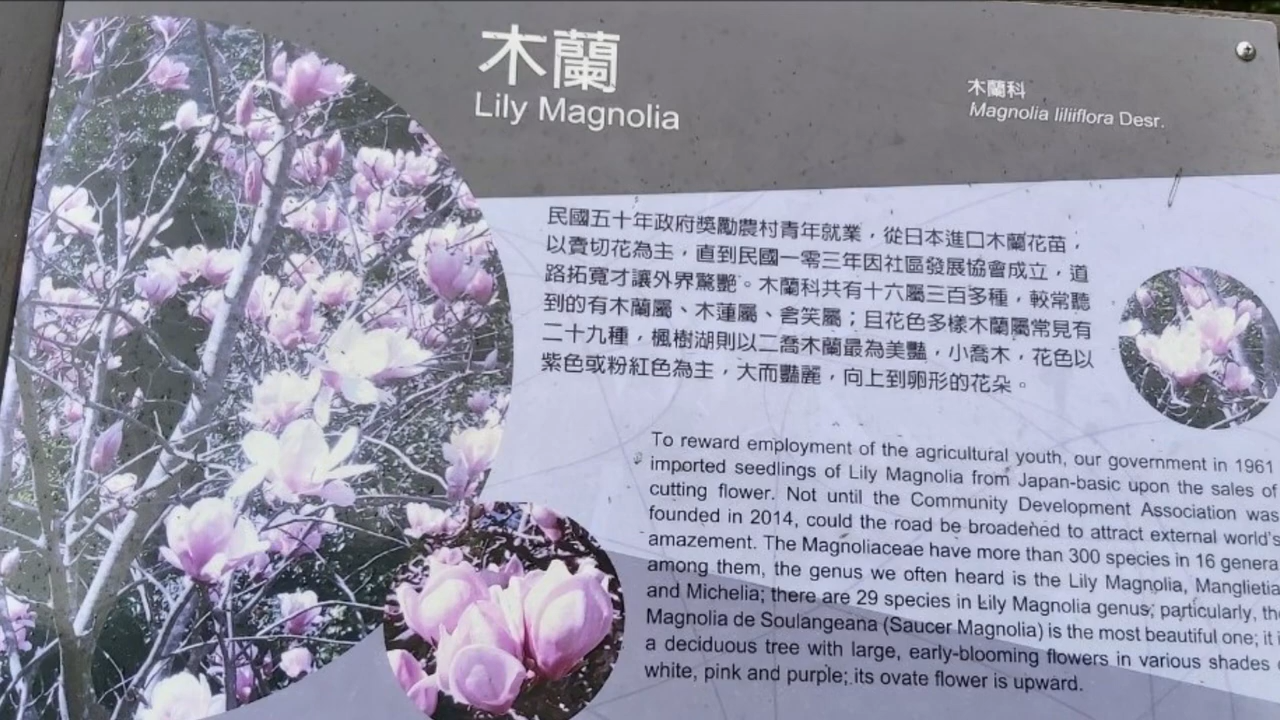 木蘭
Lily Magnolia
木蘭科
Magnolia liliiflora Desr.
民國五十年政府獎勵農村青年就業，從日本進口木蘭花苗，
以賣切花為主，直到民國一零三年因社區發展協會成立，道
路拓寬才讓外界驚艷。木蘭科共有十六屬三百多種，較常聽
到的有木蘭屬、木蓮屬、含笑屬；且花色多樣木蘭屬常見有
二十九種，楓樹湖則以二喬木蘭最為美豔，小喬木，花色以
紫色或粉紅色為主，大而豔麗，向上到卵形的花朵。
To reward employment of the agricultural youth, our government in 1961
imported seedlings of Lily Magnolia from Japan-basic upon the sales of
cutting flower. Not until the Community Development Association was
founded in 2014, could the road be broadened to attract external world's
amazement. The Magnoliaceae have more than 300 species in 16 genera
among them, the genus we often heard is the Lily Magnolia, Manglietia
and Michelia; there are 29 species in Lily Magnolia genus; particularly, th
Magnolia de Soulangeana (Saucer Magnolia) is the most beautiful one; it i
a deciduous tree with large, early-blooming flowers in various shades
white, pink and purple; its ovate flower is upward.